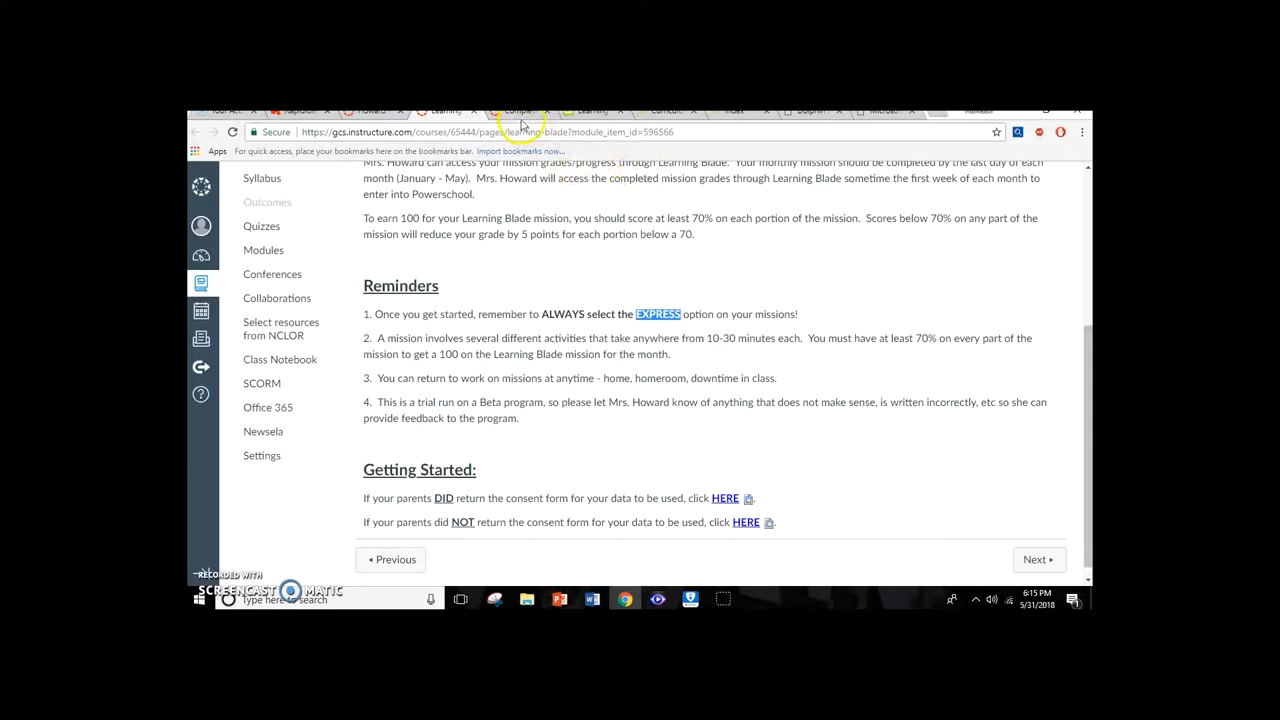 Howard
Learning
Comple
Learning
Curricul
Index
Dolphin
Microso
Secure https://gcs.instructure.com/courses/65444/pages/learning-blade?module_item_id=596566
Apps For quick access, place your bookmarks here on the bookmarks bar. Import bookmarks now...
Syllabus
Outcomes
Quizzes
Modules
Conferences
Collaborations
Select resources
from NCLOR
Class Notebook
SCORM
Office 365
Newsela
Settings
Mrs. Howard can access your mission grades/progress through Learning Blade. Your monthly mission should be completed by the last day of each
month (January - May). Mrs. Howard will access the completed mission grades through Learning Blade sometime the first week of each month to
enter into Powerschool.
To earn 100 for your Learning Blade mission, you should score at least 70% on each portion of the mission. Scores below 70% on any part of the
mission will reduce your grade by 5 points for each portion below a 70.
Reminders
1. Once you get started, remember to ALWAYS select the EXPRESS option on your missions!
2. A mission involves several different activities that take anywhere from 10-30 minutes each. You must have at least 70% on every part of the
mission to get a 100 on the Learning Blade mission for the month.
3. You can return to work on missions at anytime - home, homeroom, downtime in class.
4. This is a trial run on a Beta program, so please let Mrs. Howard know of anything that does not make sense, is written incorrectly, etc so she can
provide feedback to the program.
Getting Started:
If your parents DID return the consent form for your data to be used, click HERE .
If your parents did NOT return the consent form for your data to be used, click HERE .
Previous
Next
RECORDED WITH
SCREENCAST MATIC
Type here to search
6:15 PM
5/31/2018